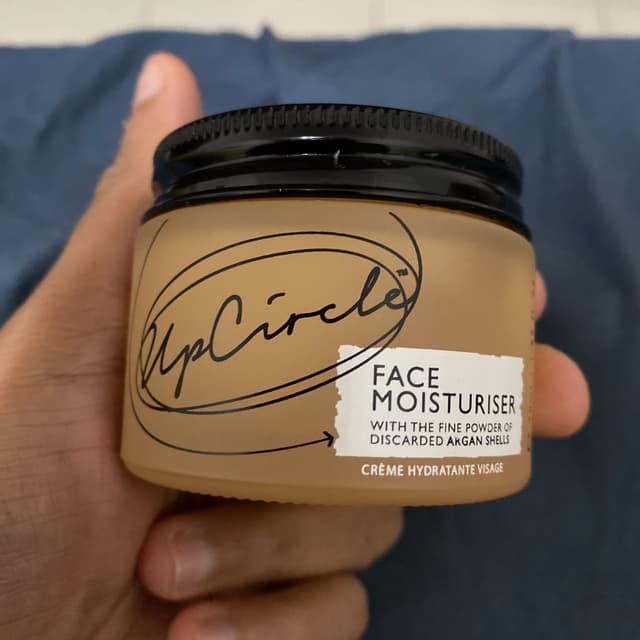 UpCircle
FACE
MOISTURISER
WITH THE FINE POWDER OF
DISCARDED ARGAN SHELLS
CRÈME HYDRATANTE VISAGE